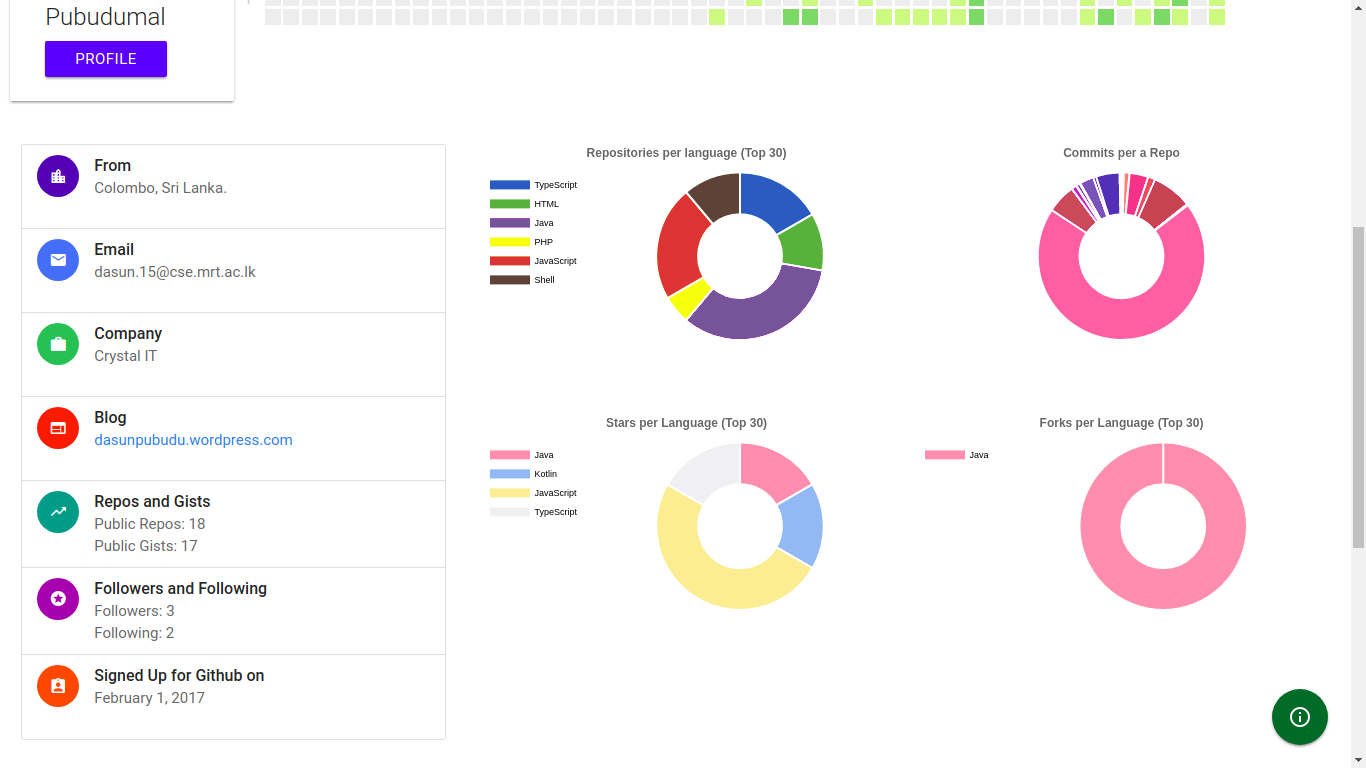 Pubudumal
PROFILE
From
Colombo, Sri Lanka.
Email
dasun.15@cse.mrt.ac.lk
Company
Crystal IT
Blog
dasunpubudu.wordpress.com
Repos and Gists
Public Repos: 18
Public Gists: 17
Followers and Following
Followers: 3
Following: 2
Signed Up for Github on
February 1, 2017
Repositories per language (Top 30)
TypeScript
HTML
Java
PHP
JavaScript
Shell
Commits per a Repo
Stars per Language (Top 30)
Java
Kotlin
JavaScript
TypeScript
Forks per Language (Top 30)
Java